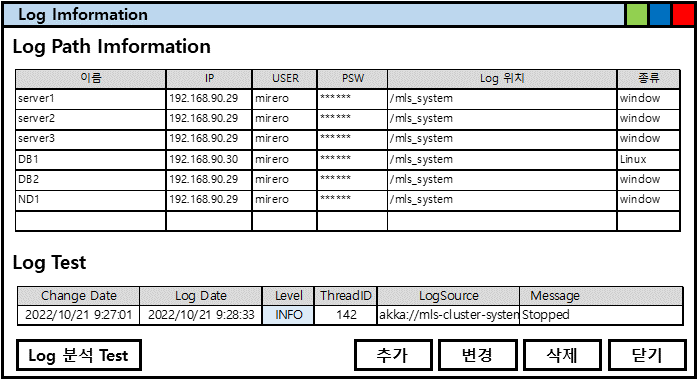 Log Imformation
Log Path Imformation
이름 IP USER PSW Log 위치 종류
server1 192.168.90.29 mirero ****** /mls_system window
server2 192.168.90.29 mirero ****** /mls_system window
server3 192.168.90.29 mirero ****** /mls_system window
DB1 192.168.90.30 mirero ****** /mls_system Linux
DB2 192.168.90.29 mirero ****** /mls_system window
ND1 192.168.90.29 mirero ****** /mls_system window
Log Test
Change Date Log Date Level ThreadID LogSource Message
2022/10/21 9:27:01 2022/10/21 9:28:33 INFO 142 akka://mls-cluster-system Stopped
Log 분석 Test 추가 변경 삭제 닫기